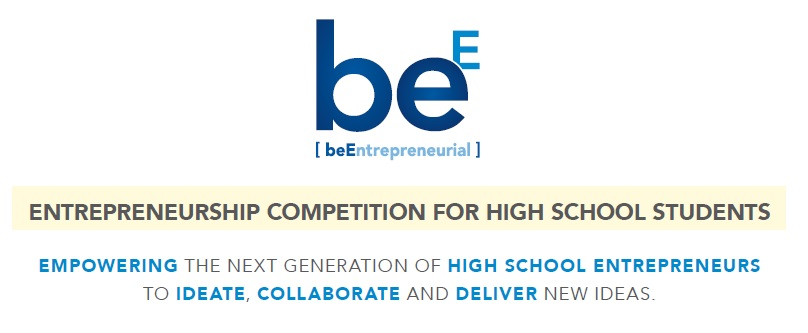 beE
[ beEntrepreneurial ]
ENTREPRENEURSHIP COMPETITION FOR HIGH SCHOOL STUDENTS
EMPOWERING THE NEXT GENERATION OF HIGH SCHOOL ENTREPRENEURS
TO IDEATE, COLLABORATE AND DELIVER NEW IDEAS.